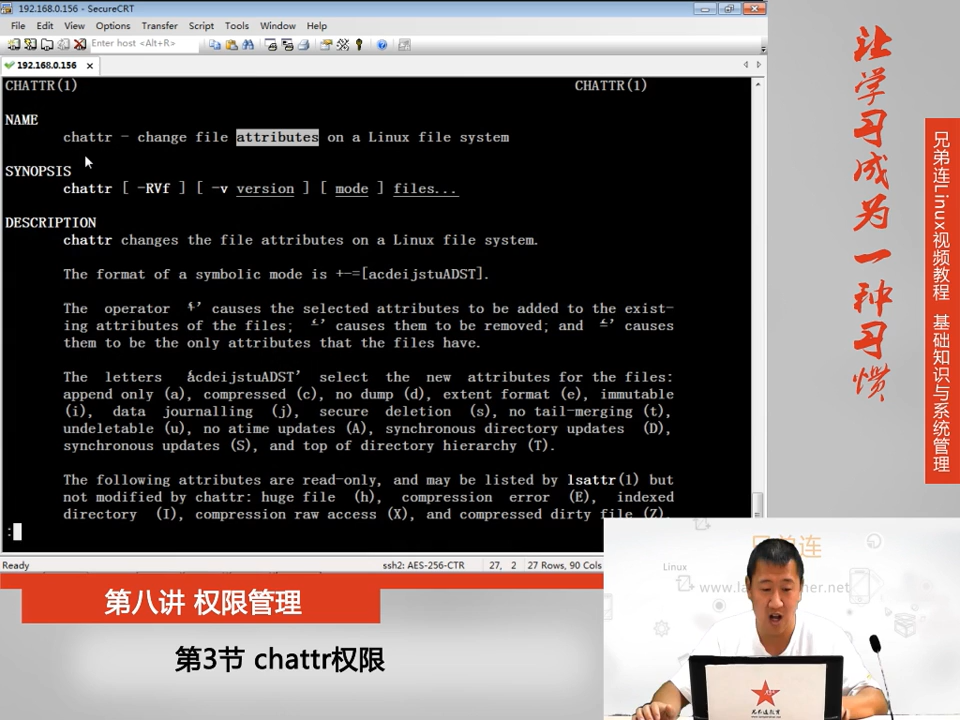 192.168.0.156 - SecureCRT
File Edit View Options Transfer Script Tools Window Help
Enter host <Alt+R>
192.168.0.156
CHATTR(1) CHATTR(1)
NAME
chattr - change file attributes on a Linux file system
SYNOPSIS
chattr [ -RVf ] [ -v version ] [ mode ] files...
DESCRIPTION
chattr changes the file attributes on a Linux file system.
The format of a symbolic mode is +-=[acdeijstuADST].
The operator ‘+’ causes the selected attributes to be added to the exist-
ing attributes of the files; ‘-’ causes them to be removed; and ‘=’ causes
them to be the only attributes that the files have.
The letters ‘acdeijstuADST’ select the new attributes for the files:
append only (a), compressed (c), no dump (d), extent format (e), immutable
(i), data journalling (j), secure deletion (s), no tail-merging (t),
undeletable (u), no atime updates (A), synchronous directory updates (D),
synchronous updates (S), and top of directory hierarchy (T).
The following attributes are read-only, and may be listed by lsattr(1) but
not modified by chattr: huge file (h), compression error (E), indexed
directory (I), compression raw access (X), and compressed dirty file (Z).
:
Ready ssh2: AES-256-CTR 27, 2 27 Rows, 90 Cols
第八讲 权限管理
第3节 chattr权限
让学习成为一种习惯
兄弟连Linux视频教程 基础知识与系统管理
兄弟连
Linux